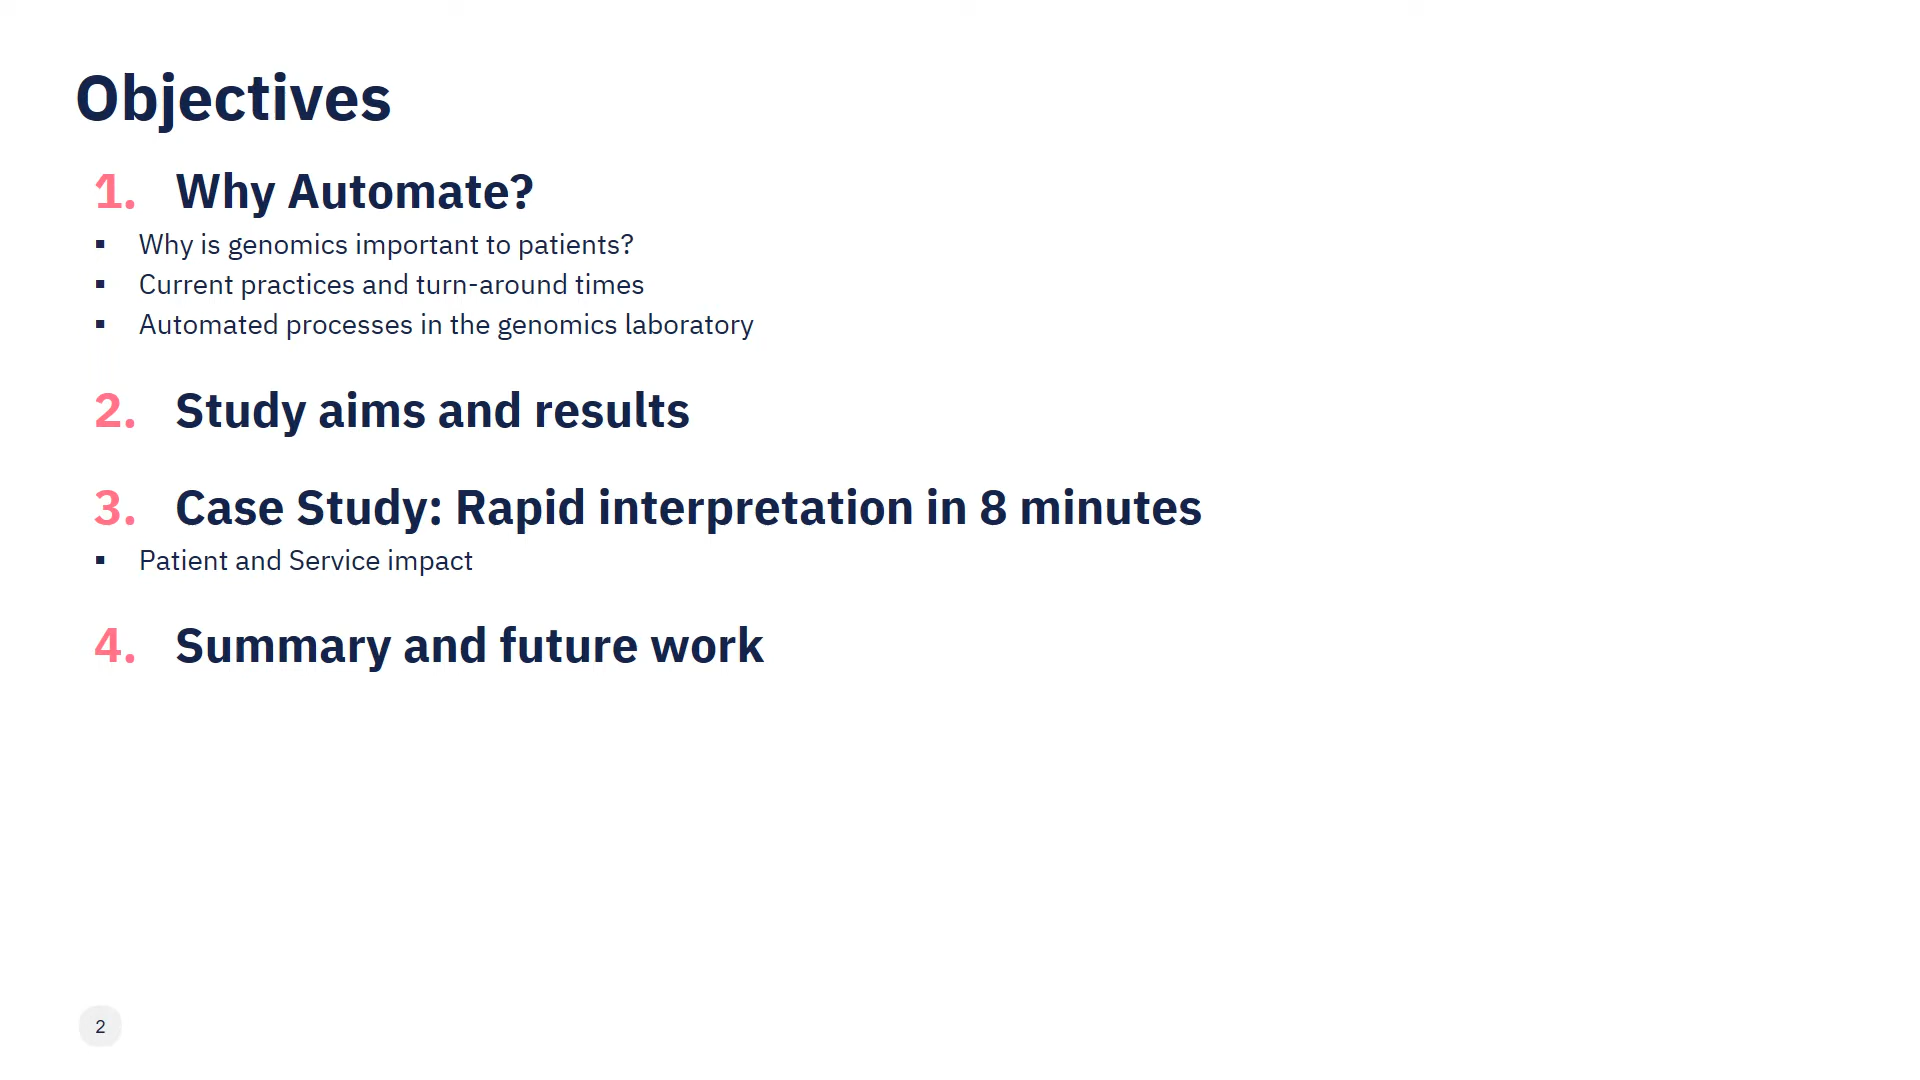 Objectives
1. Why Automate?
▪ Why is genomics important to patients?
▪ Current practices and turn-around times
▪ Automated processes in the genomics laboratory
2. Study aims and results
3. Case Study: Rapid interpretation in 8 minutes
▪ Patient and Service impact
4. Summary and future work
2